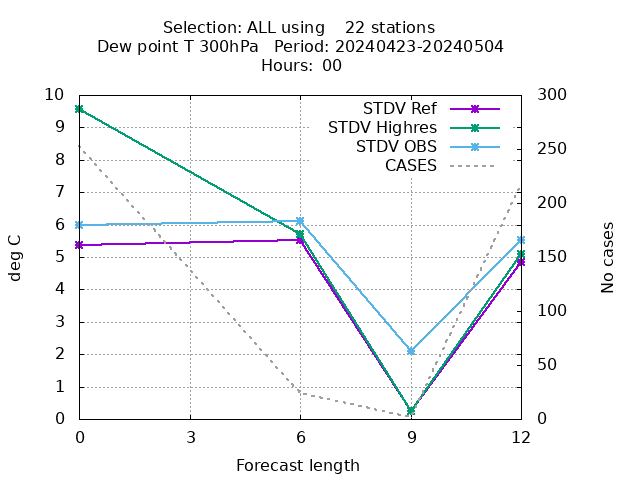 Selection: ALL using    22 stations
Dew point T 300hPa   Period: 20240423-20240504
Hours: 00
STDV Ref
STDV Highres
STDV OBS
CASES
10
9
8
7
6
5
4
3
2
1
0
deg C
300
250
200
150
100
50
0
No cases
0 3 6 9 12
Forecast length